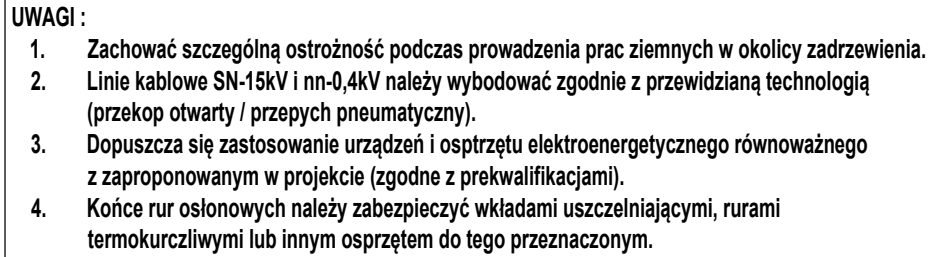 UWAGI :
1. Zachować szczególną ostrożność podczas prowadzenia prac ziemnych w okolicy zadrzewienia.
2. Linie kablowe SN-15kV i nn-0,4kV należy wybodować zgodnie z przewidzianą technologią
(przekop otwarty / przepych pneumatyczny).
3. Dopuszcza się zastosowanie urządzeń i osptrzętu elektroenergetycznego równoważnego
z zaproponowanym w projekcie (zgodne z prekwalifikacjami).
4. Końce rur osłonowych należy zabezpieczyć wkładami uszczelniającymi, rurami
termokurczliwymi lub innym osprzętem do tego przeznaczonym.